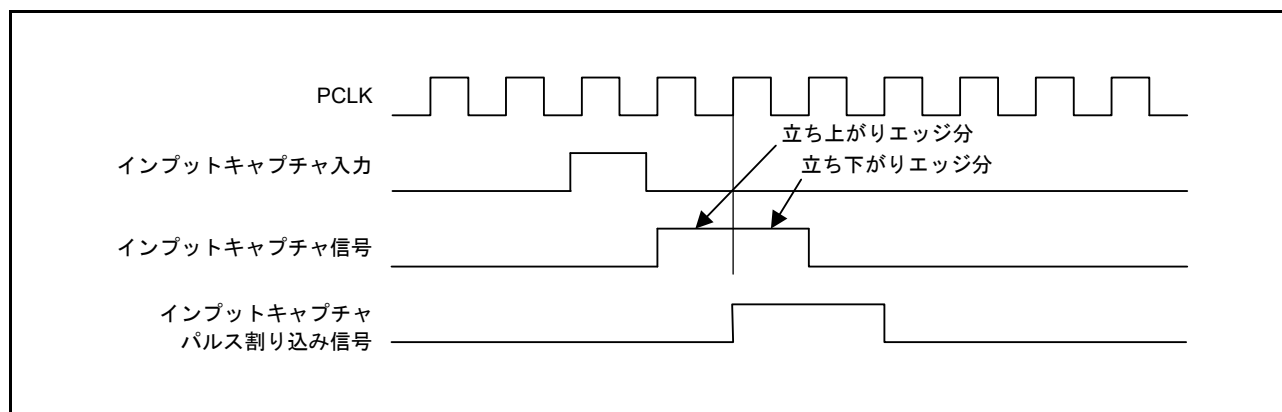 PCLK
立ち上がりエッジ分
インプットキャプチャ入力
立ち下がりエッジ分
インプットキャプチャ信号
インプットキャプチャ
パルス割り込み信号